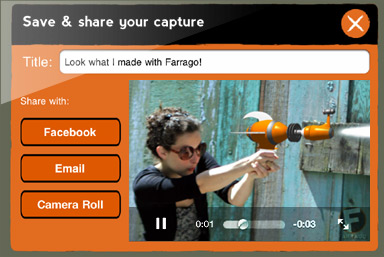 Save & share your capture
Title: Look what I made with Farrago!
Share with:
Facebook
Email
Camera Roll
0:01
-0:03